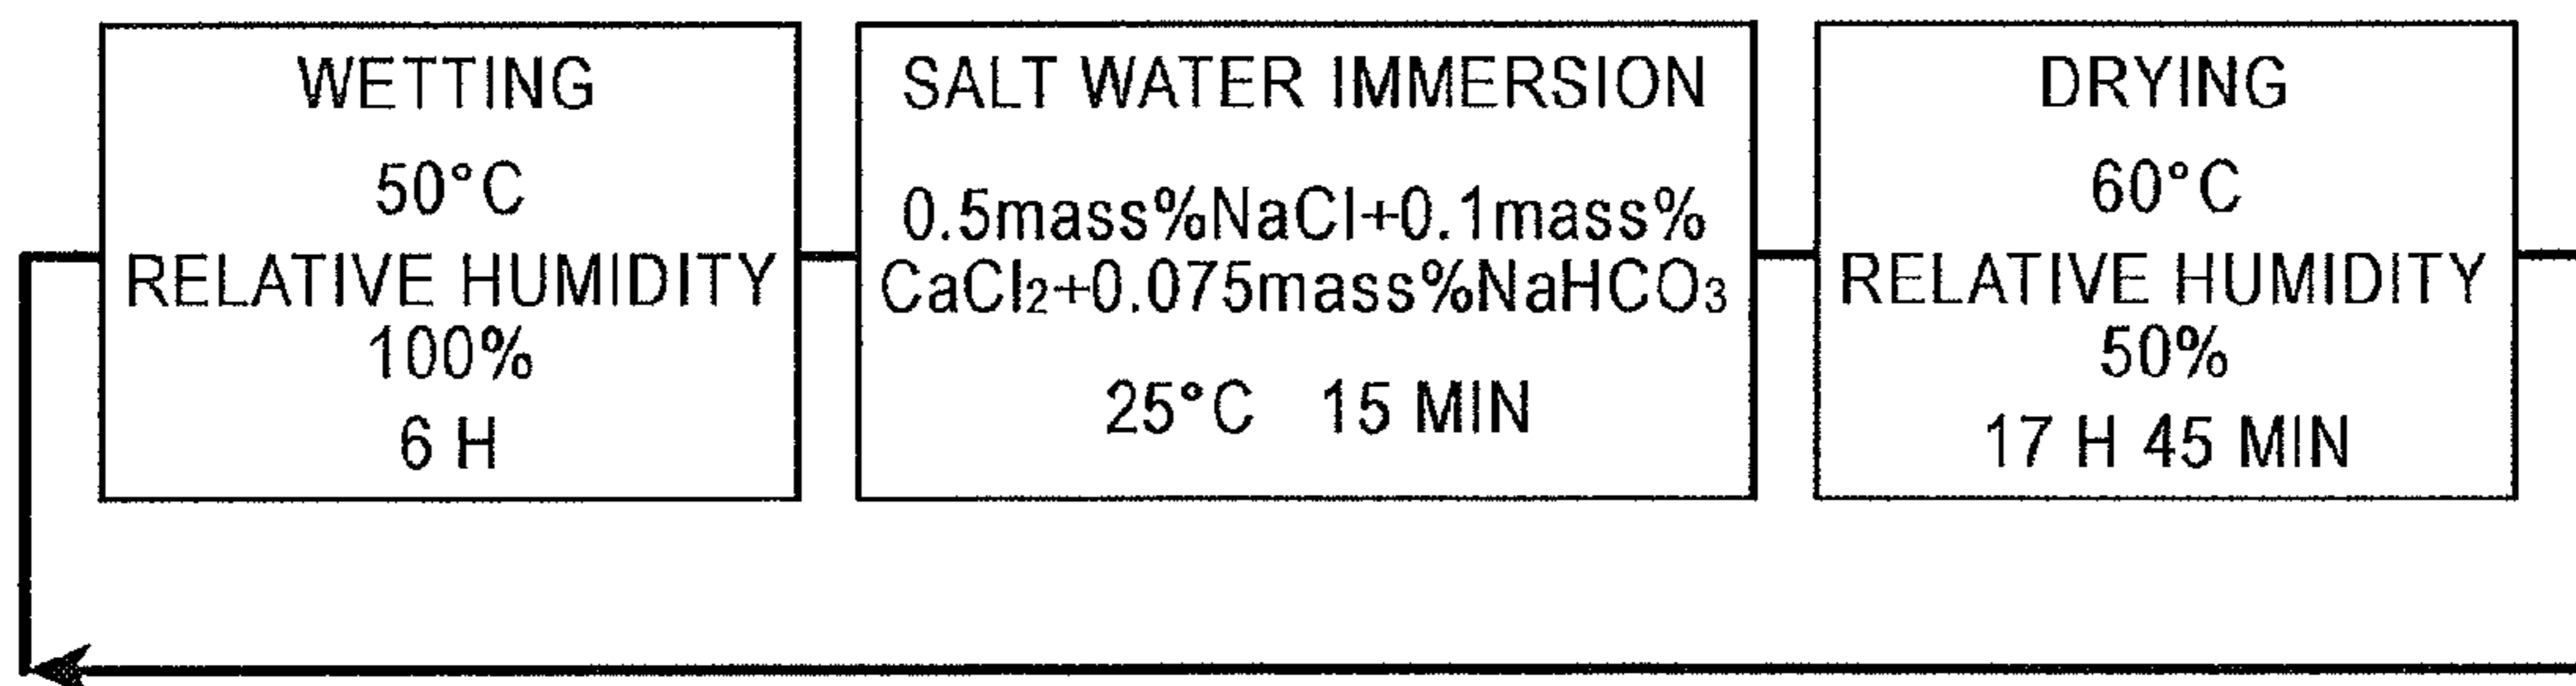 WETTING
50°C
RELATIVE HUMIDITY
100%
6 H
SALT WATER IMMERSION
0.5mass%NaCl+0.1mass%
CaCl₂+0.075mass%NaHCO₃
25°C 15 MIN
DRYING
60°C
RELATIVE HUMIDITY
50%
17 H 45 MIN